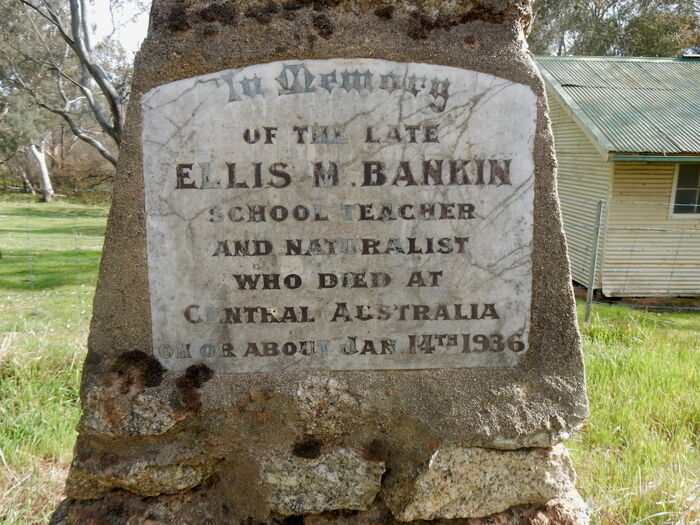 In Memory
OF THE LATE
ELLIS M. BANKIN
SCHOOL TEACHER
AND NATURALIST
WHO DIED AT
CENTRAL AUSTRALIA
ON OR ABOUT JAN. 14TH 1936